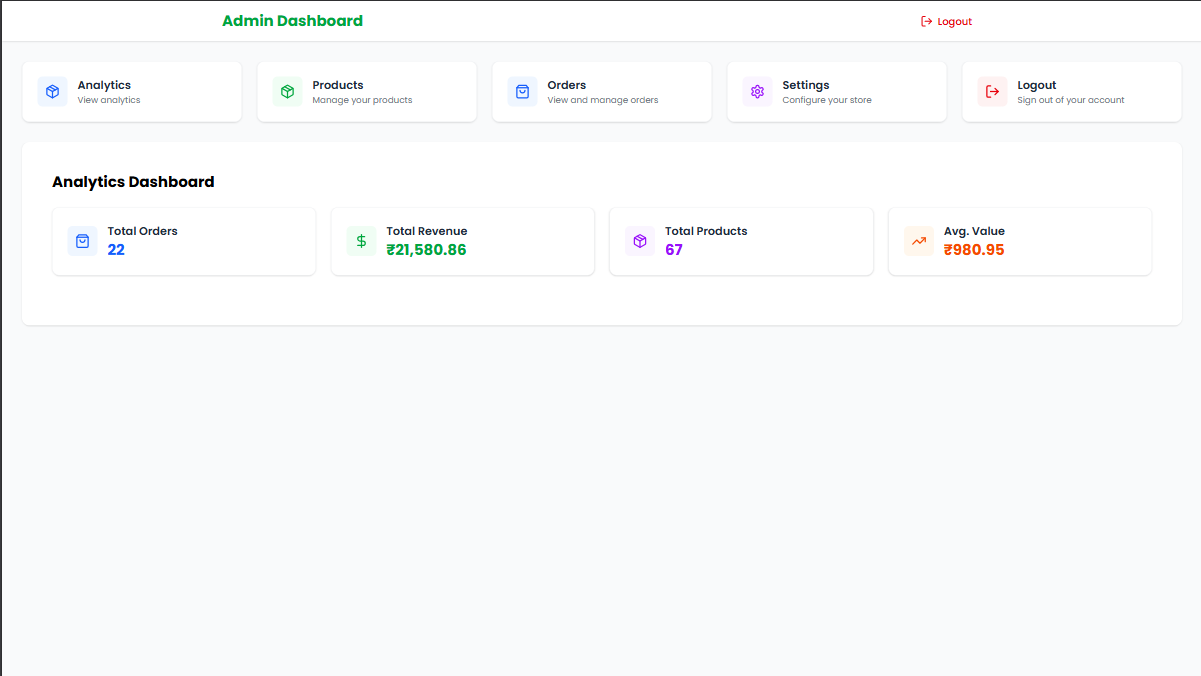 Admin Dashboard
Logout
Analytics
View analytics
Products
Manage your products
Orders
View and manage orders
Settings
Configure your store
Logout
Sign out of your account
Analytics Dashboard
Total Orders
22
Total Revenue
₹21,580.86
Total Products
67
Avg. Value
₹980.95